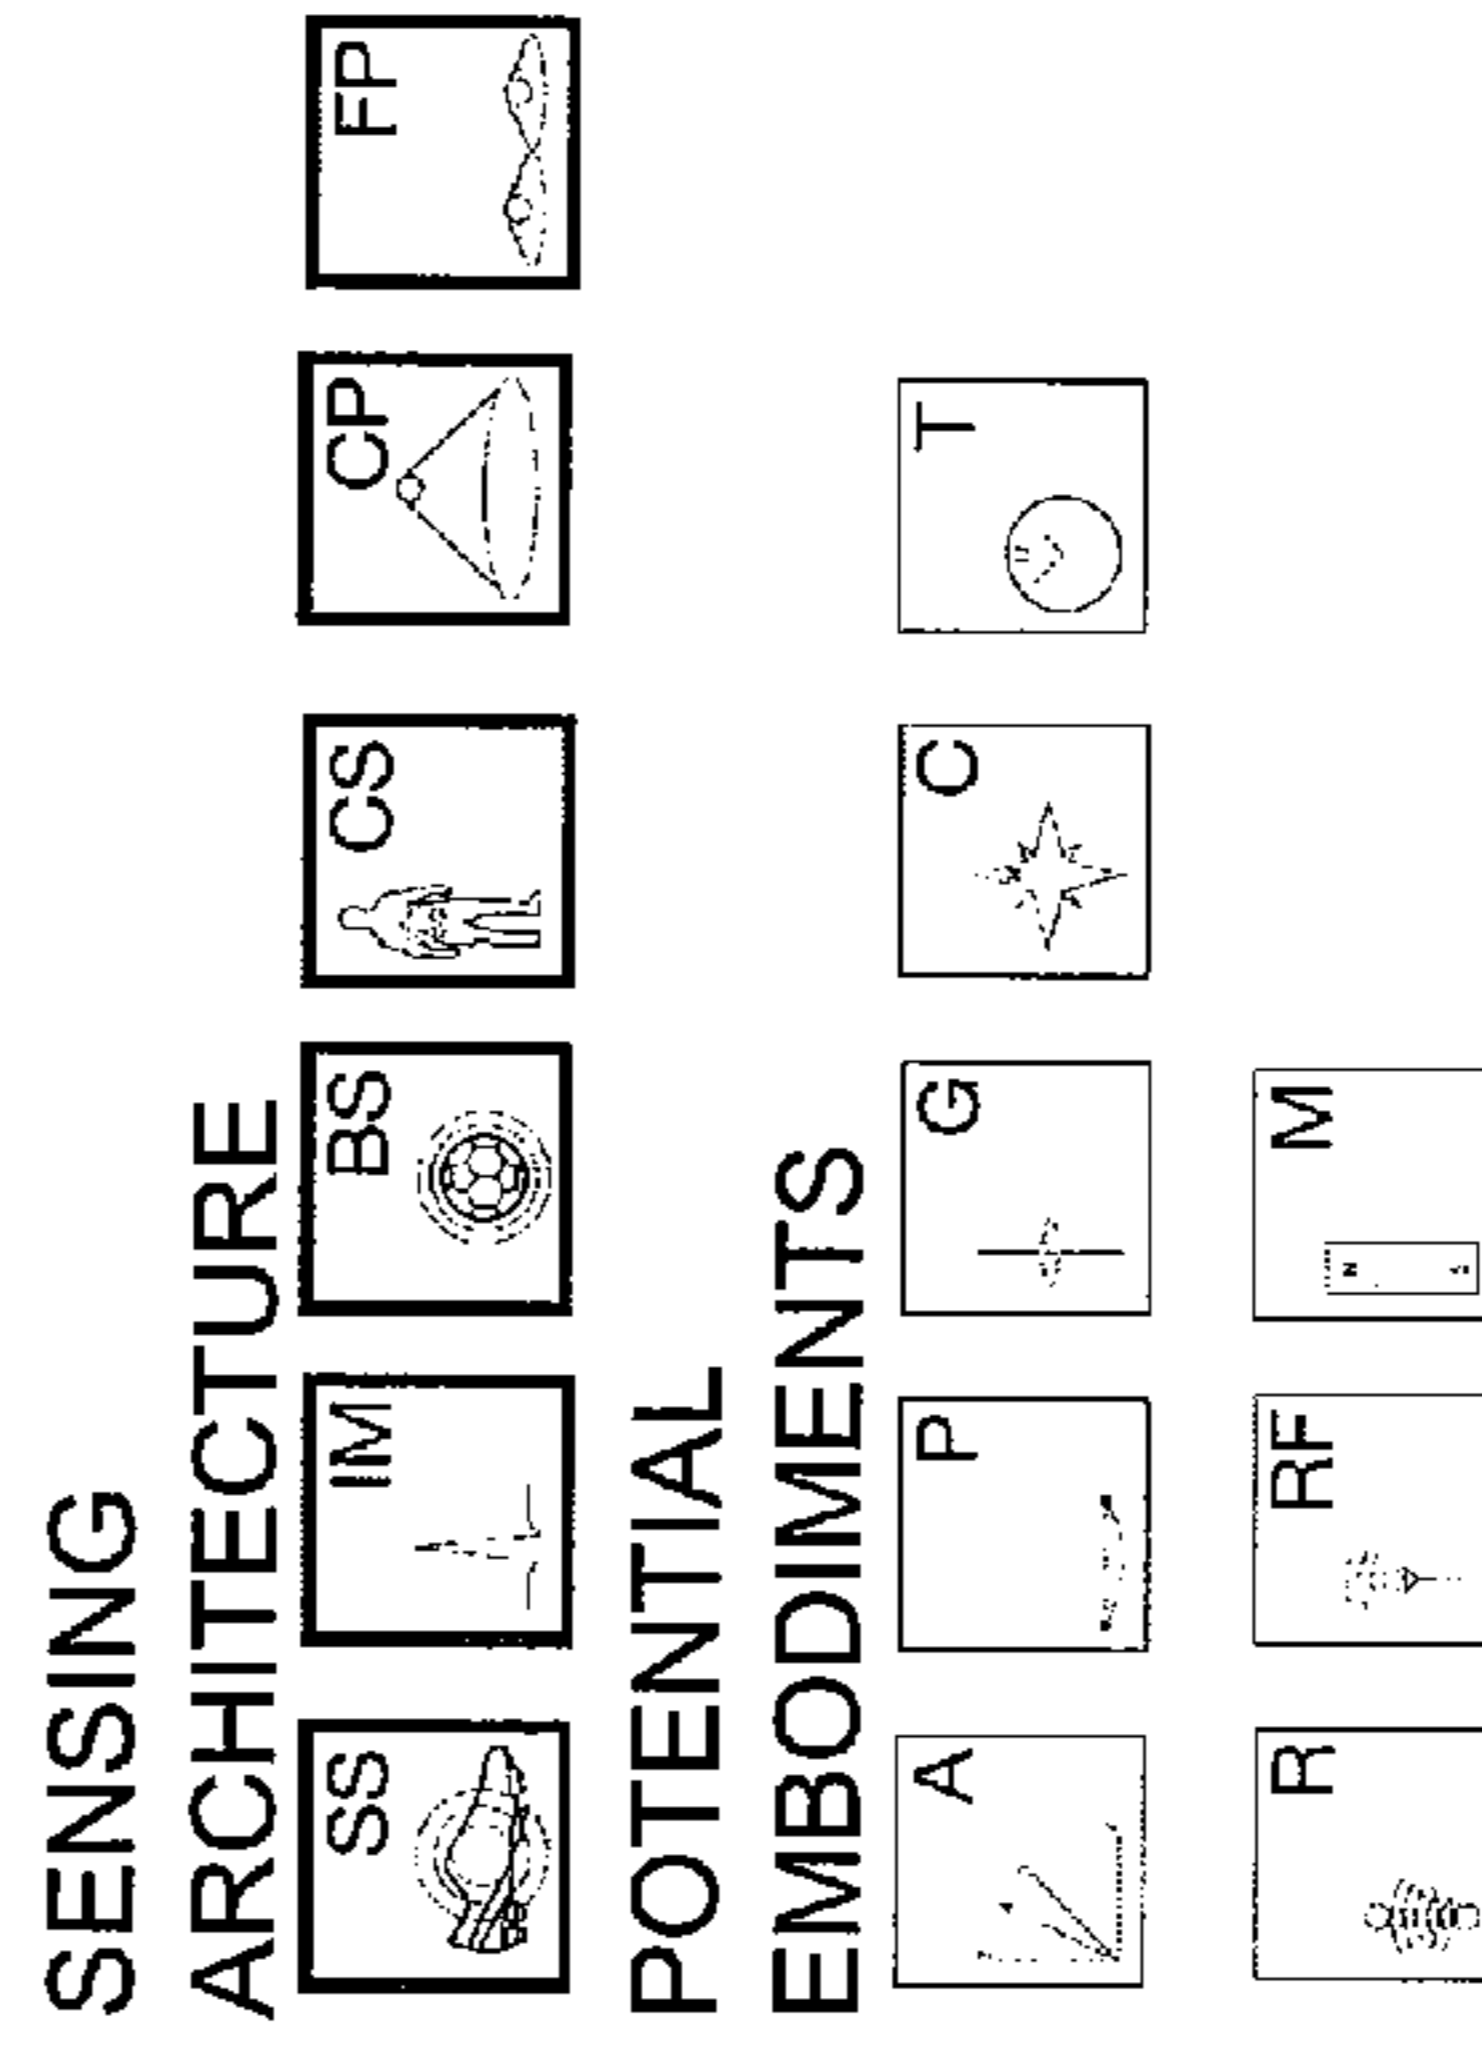 SENSING
ARCHITECTURE
SS IM BS CS CP FP
POTENTIAL
EMBODIMENTS
A P G C T
R RF M